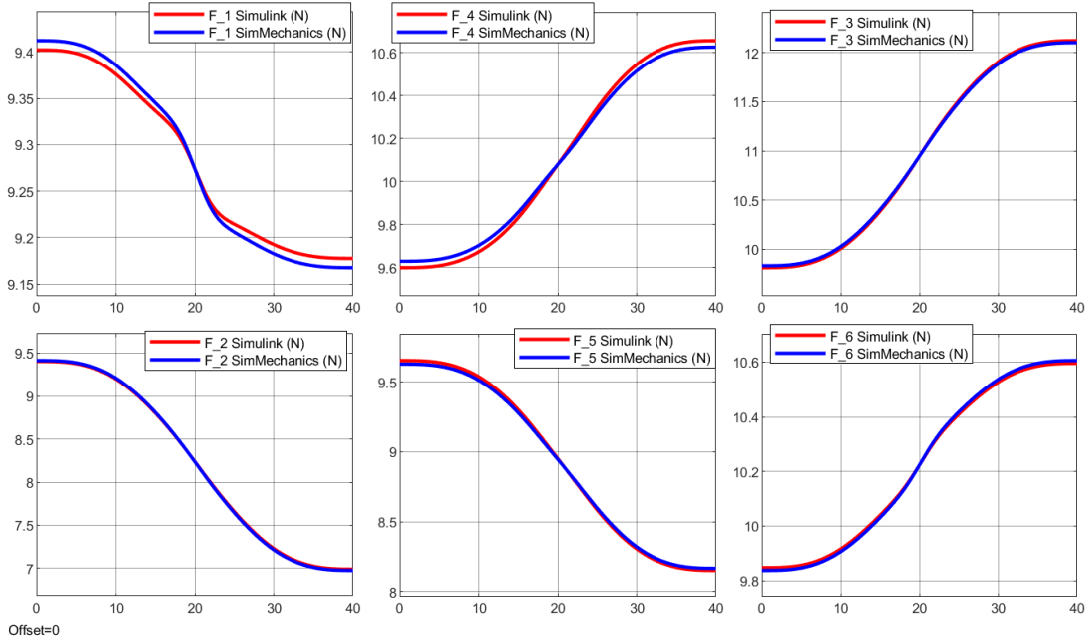 F_1 Simulink (N)
F_1 SimMechanics (N)
9.4
9.35
9.3
9.25
9.2
9.15
0 10 20 30 40
F_4 Simulink (N)
F_4 SimMechanics (N)
10.6
10.4
10.2
10
9.8
9.6
0 10 20 30 40
F_3 Simulink (N)
F_3 SimMechanics (N)
12
11.5
11
10.5
10
0 10 20 30 40
F_2 Simulink (N)
F_2 SimMechanics (N)
9.5
9
8.5
8
7.5
7
0 10 20 30 40
F_5 Simulink (N)
F_5 SimMechanics (N)
9.5
9
8.5
8
0 10 20 30 40
F_6 Simulink (N)
F_6 SimMechanics (N)
10.6
10.4
10.2
10
9.8
0 10 20 30 40
Offset=0